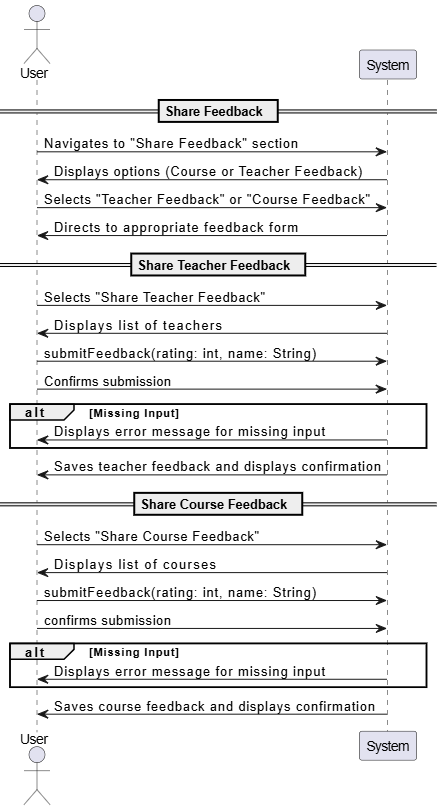 User
System
Share Feedback
Navigates to "Share Feedback" section
Displays options (Course or Teacher Feedback)
Selects "Teacher Feedback" or "Course Feedback"
Directs to appropriate feedback form
Share Teacher Feedback
Selects "Share Teacher Feedback"
Displays list of teachers
submitFeedback(rating: int, name: String)
Confirms submission
alt [Missing Input]
Displays error message for missing input
Saves teacher feedback and displays confirmation
Share Course Feedback
Selects "Share Course Feedback"
Displays list of courses
submitFeedback(rating: int, name: String)
confirms submission
alt [Missing Input]
Displays error message for missing input
Saves course feedback and displays confirmation
User
System